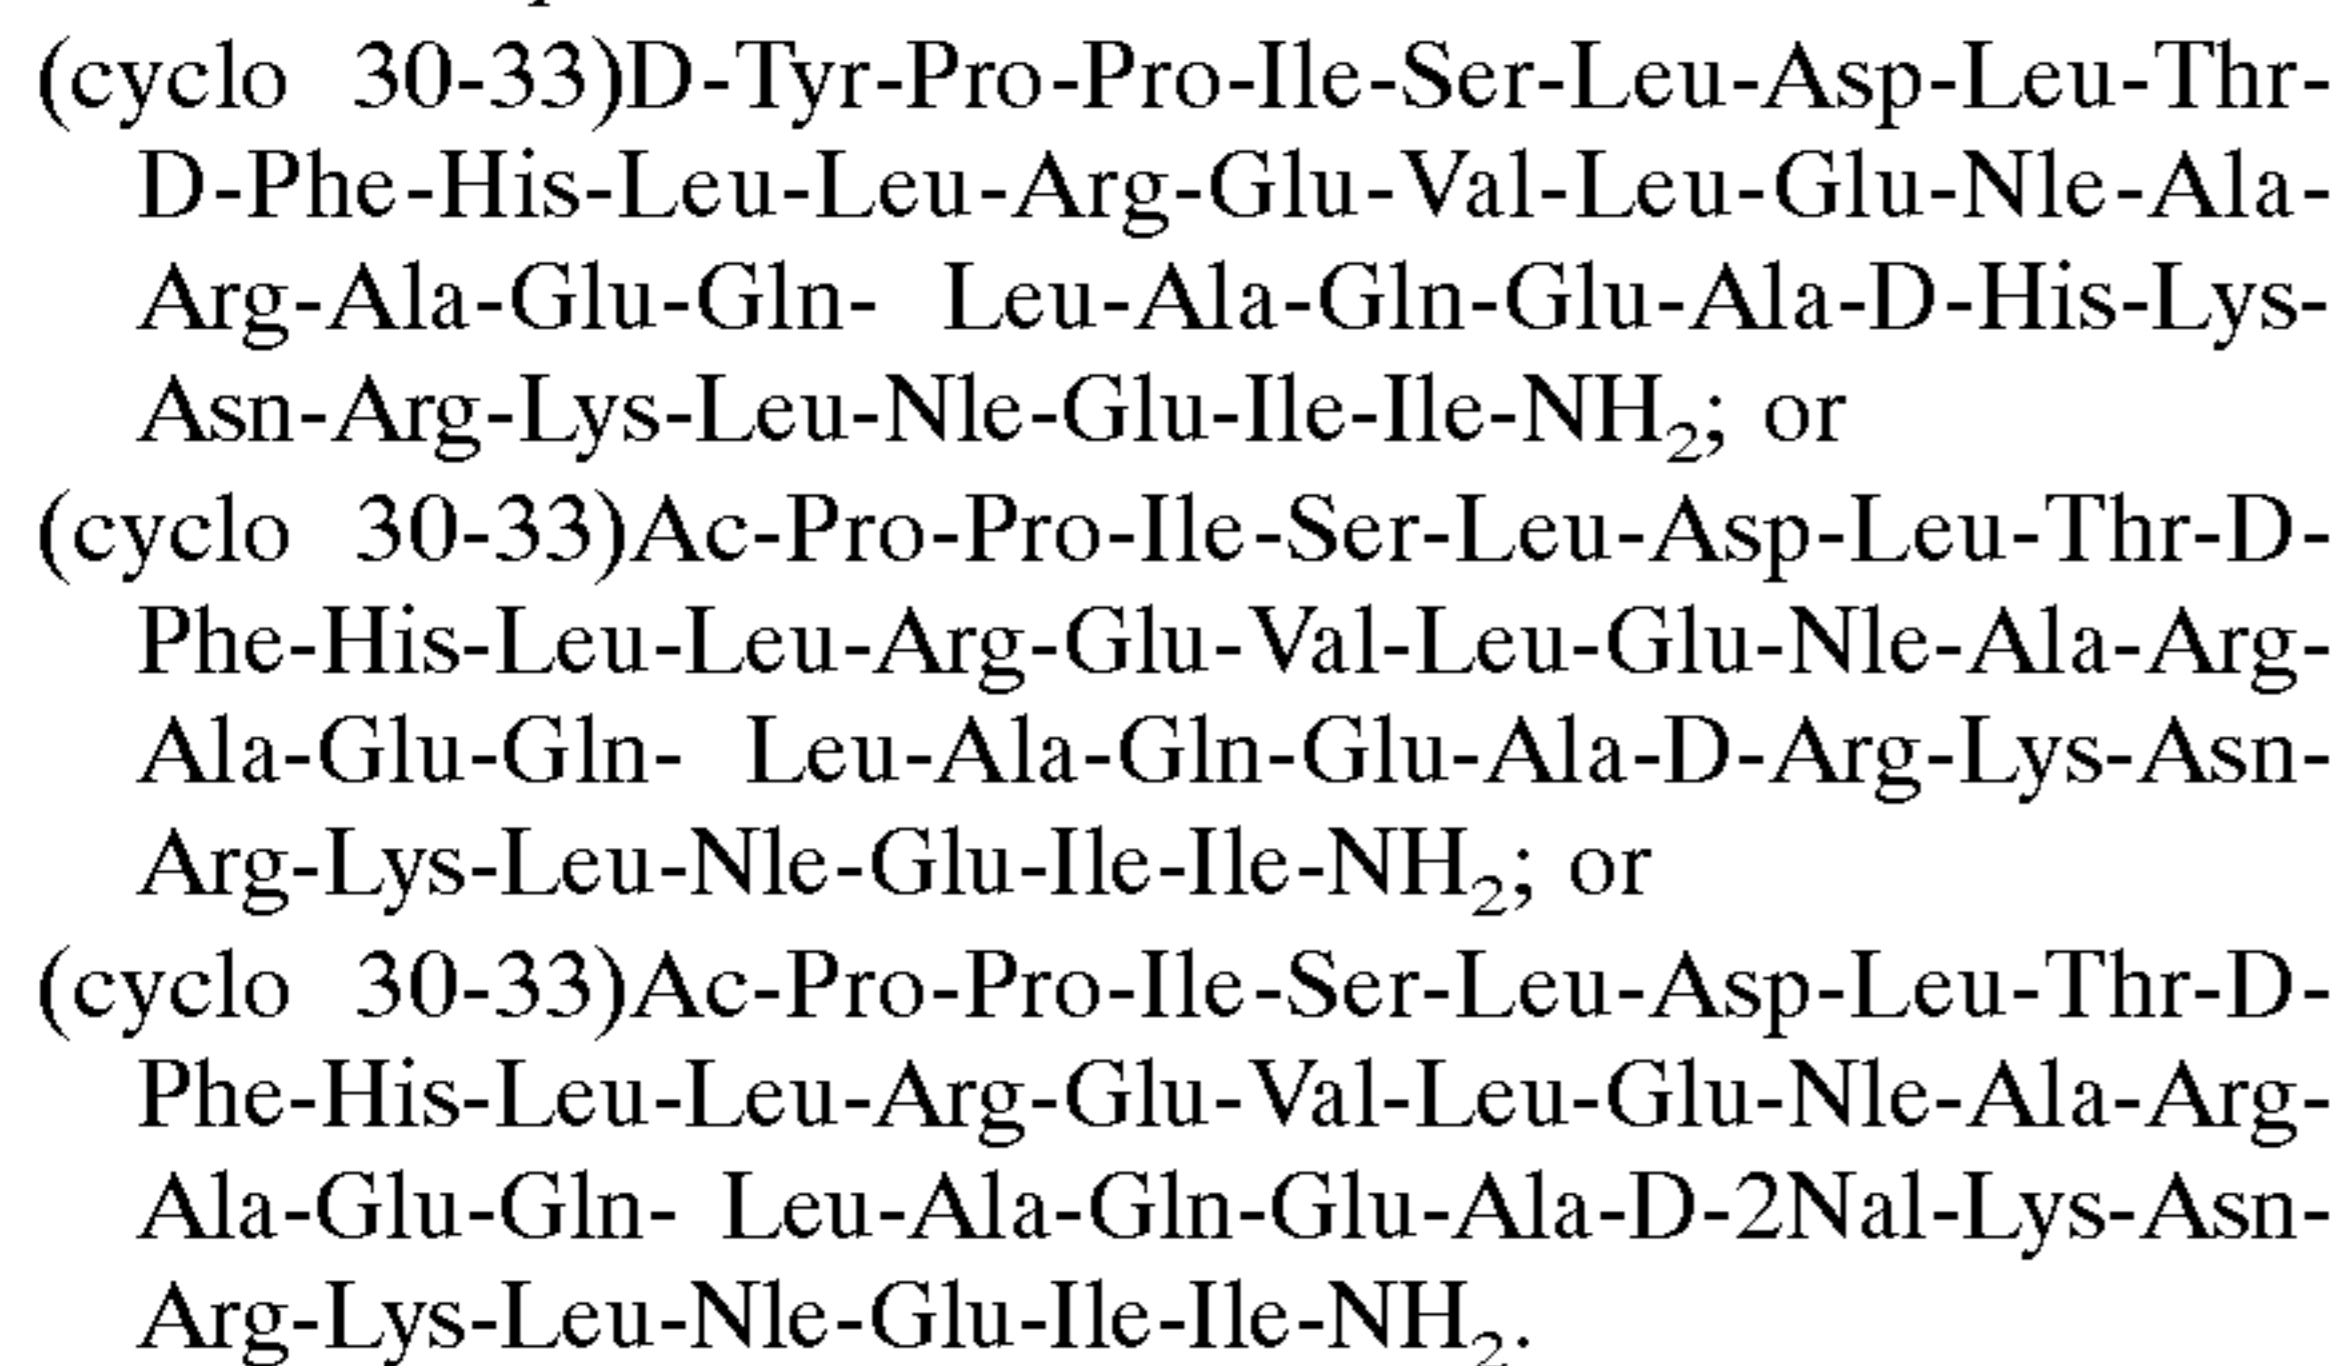 (cyclo 30-33)D-Tyr-Pro-Pro-Ile-Ser-Leu-Asp-Leu-Thr-
D-Phe-His-Leu-Leu-Arg-Glu-Val-Leu-Glu-Nle-Ala-
Arg-Ala-Glu-Gln- Leu-Ala-Gln-Glu-Ala-D-His-Lys-
Asn-Arg-Lys-Leu-Nle-Glu-Ile-Ile-NH₂; or
(cyclo 30-33)Ac-Pro-Pro-Ile-Ser-Leu-Asp-Leu-Thr-D-
Phe-His-Leu-Leu-Arg-Glu-Val-Leu-Glu-Nle-Ala-Arg-
Ala-Glu-Gln- Leu-Ala-Gln-Glu-Ala-D-Arg-Lys-Asn-
Arg-Lys-Leu-Nle-Glu-Ile-Ile-NH₂; or
(cyclo 30-33)Ac-Pro-Pro-Ile-Ser-Leu-Asp-Leu-Thr-D-
Phe-His-Leu-Leu-Arg-Glu-Val-Leu-Glu-Nle-Ala-Arg-
Ala-Glu-Gln- Leu-Ala-Gln-Glu-Ala-D-2Nal-Lys-Asn-
Arg-Lys-Leu-Nle-Glu-Ile-Ile-NH₂.